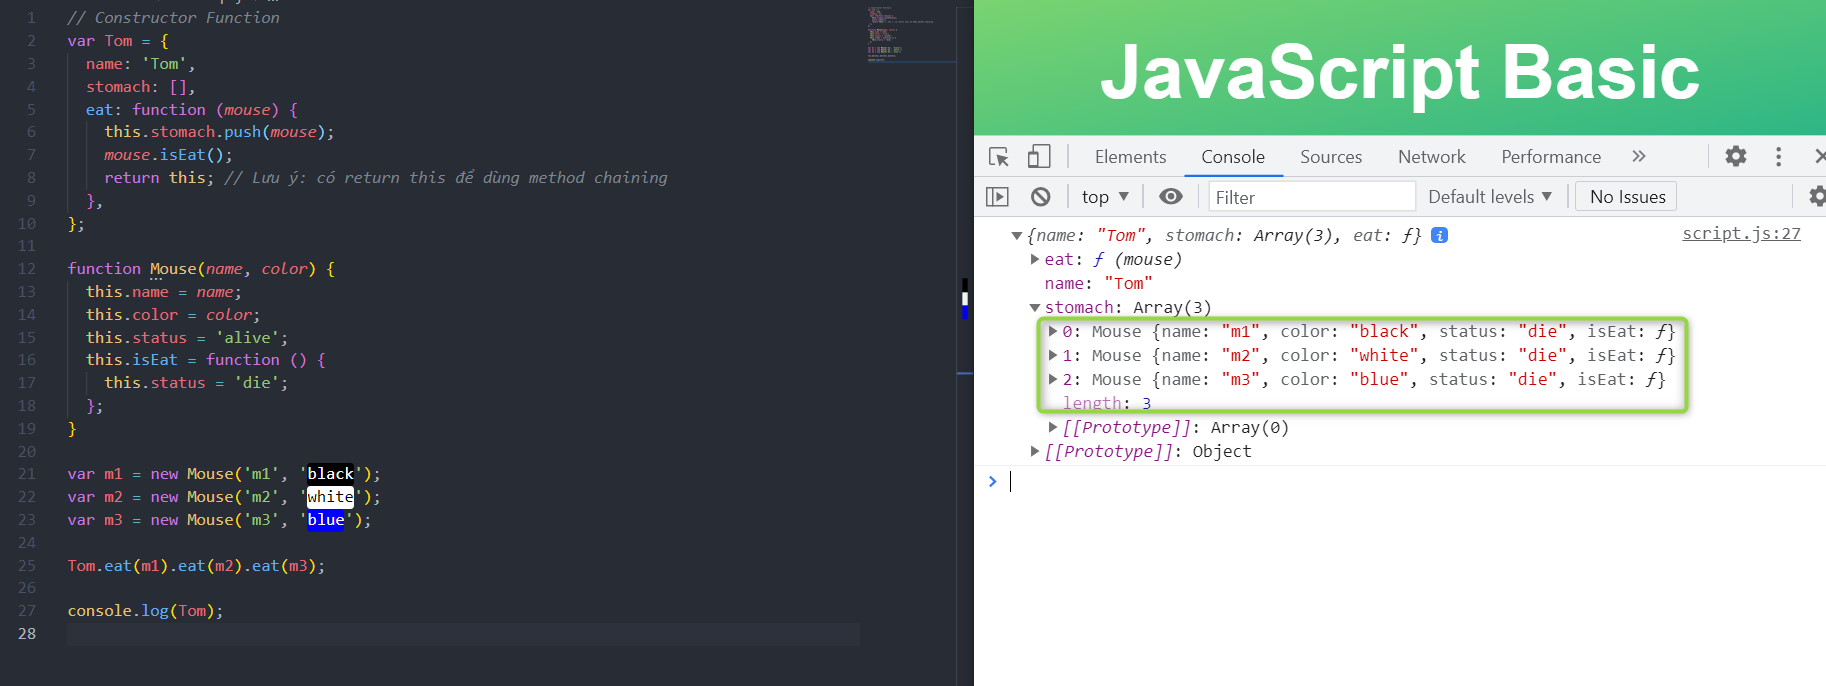 1 // Constructor Function
2 var Tom = {
3 name: 'Tom',
4 stomach: [],
5 eat: function (mouse) {
6 this.stomach.push(mouse);
7 mouse.isEat();
8 return this; // Lưu ý: có return this để dùng method chaining
9 },
10 };
11
12 function Mouse(name, color) {
13 this.name = name;
14 this.color = color;
15 this.status = 'alive';
16 this.isEat = function () {
17 this.status = 'die';
18 };
19 }
20
21 var m1 = new Mouse('m1', 'black');
22 var m2 = new Mouse('m2', 'white');
23 var m3 = new Mouse('m3', 'blue');
24
25 Tom.eat(m1).eat(m2).eat(m3);
26
27 console.log(Tom);
28
JavaScript Basic
Elements Console Sources Network Performance »
top Filter Default levels No Issues
{name: "Tom", stomach: Array(3), eat: ƒ} i script.js:27
eat: ƒ (mouse)
name: "Tom"
stomach: Array(3)
0: Mouse {name: "m1", color: "black", status: "die", isEat: ƒ}
1: Mouse {name: "m2", color: "white", status: "die", isEat: ƒ}
2: Mouse {name: "m3", color: "blue", status: "die", isEat: ƒ}
length: 3
[[Prototype]]: Array(0)
[[Prototype]]: Object